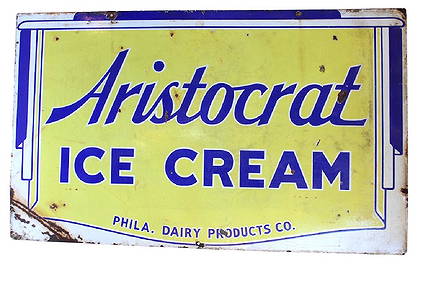 Aristocrat
ICE CREAM
PHILA. DAIRY PRODUCTS CO.